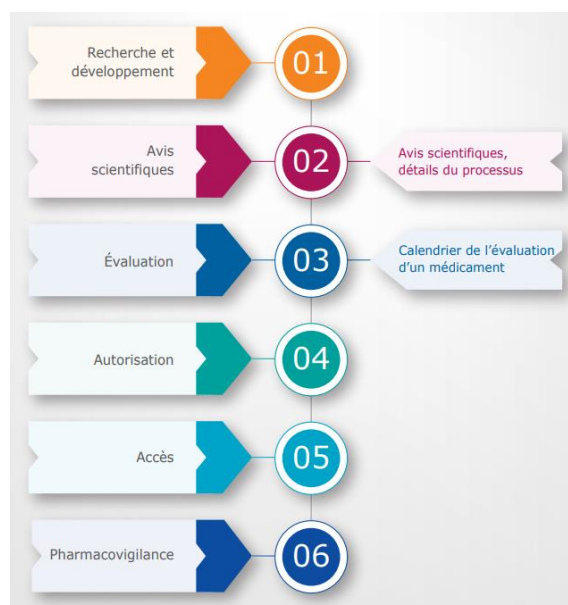 Recherche et
développement
01
Avis
scientifiques
02
Avis scientifiques,
détails du processus
Évaluation
03
Calendrier de l'évaluation
d'un médicament
Autorisation
04
Accès
05
Pharmacovigilance
06